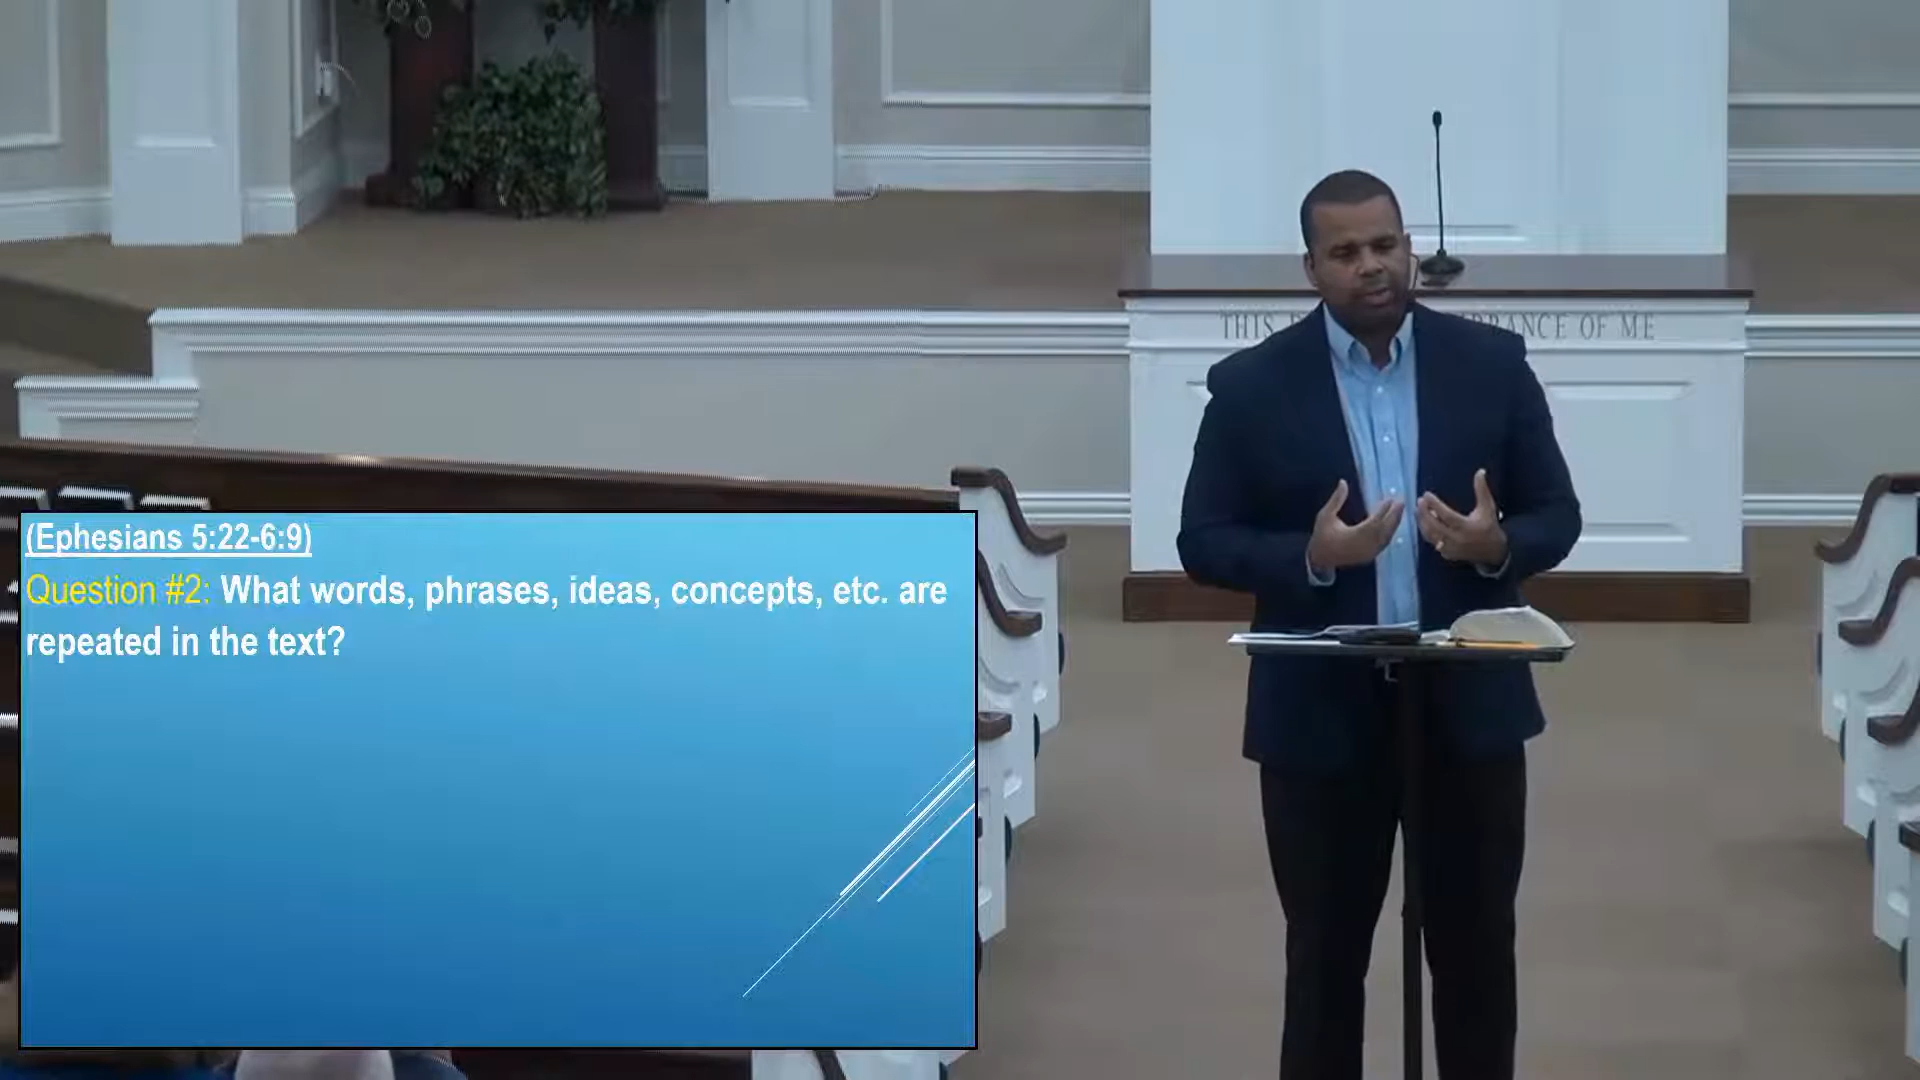 THIS
BRANCE OF ME
(Ephesians 5:22-6:9)
Question #2: What words, phrases, ideas, concepts, etc. are
repeated in the text?